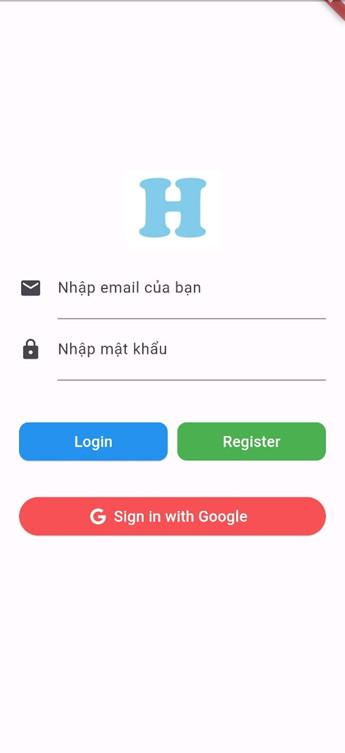 H
Nhập email của bạn
Nhập mật khẩu
Login
Register
G Sign in with Google